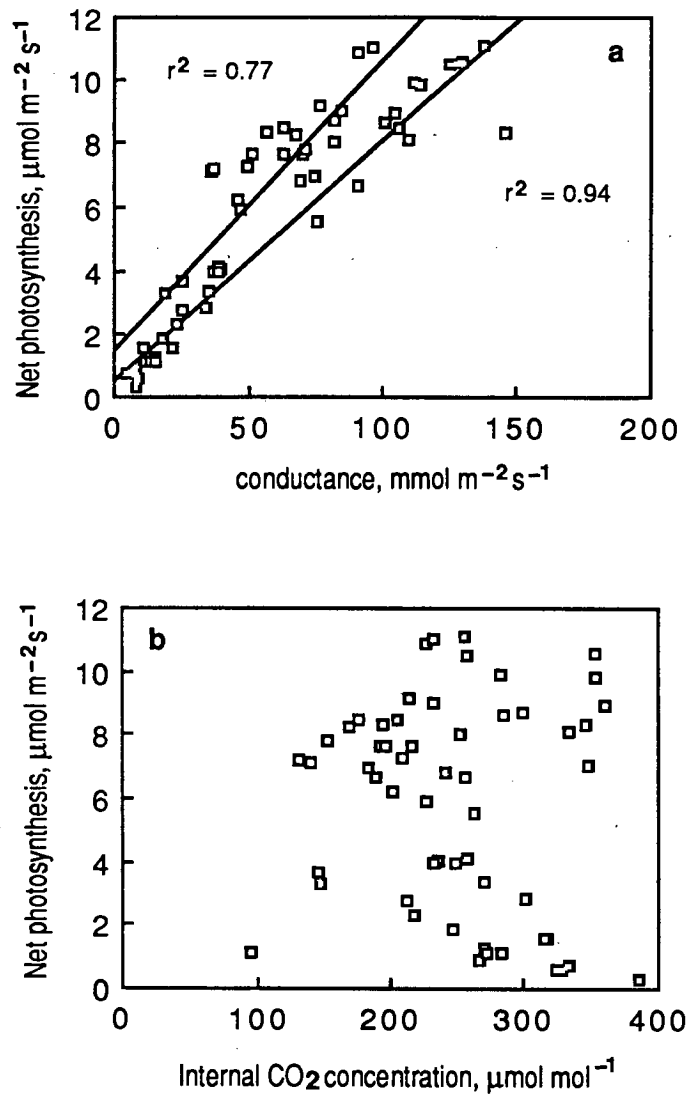 12
10
8
6
4
2
0
Net photosynthesis, µmol m⁻² s⁻¹
r² = 0.77
a
r² = 0.94
0 50 100 150 200
conductance, mmol m⁻² s⁻¹
12
10
8
6
4
2
0
Net photosynthesis, µmol m⁻² s⁻¹
b
0 100 200 300 400
Internal CO₂ concentration, µmol mol⁻¹